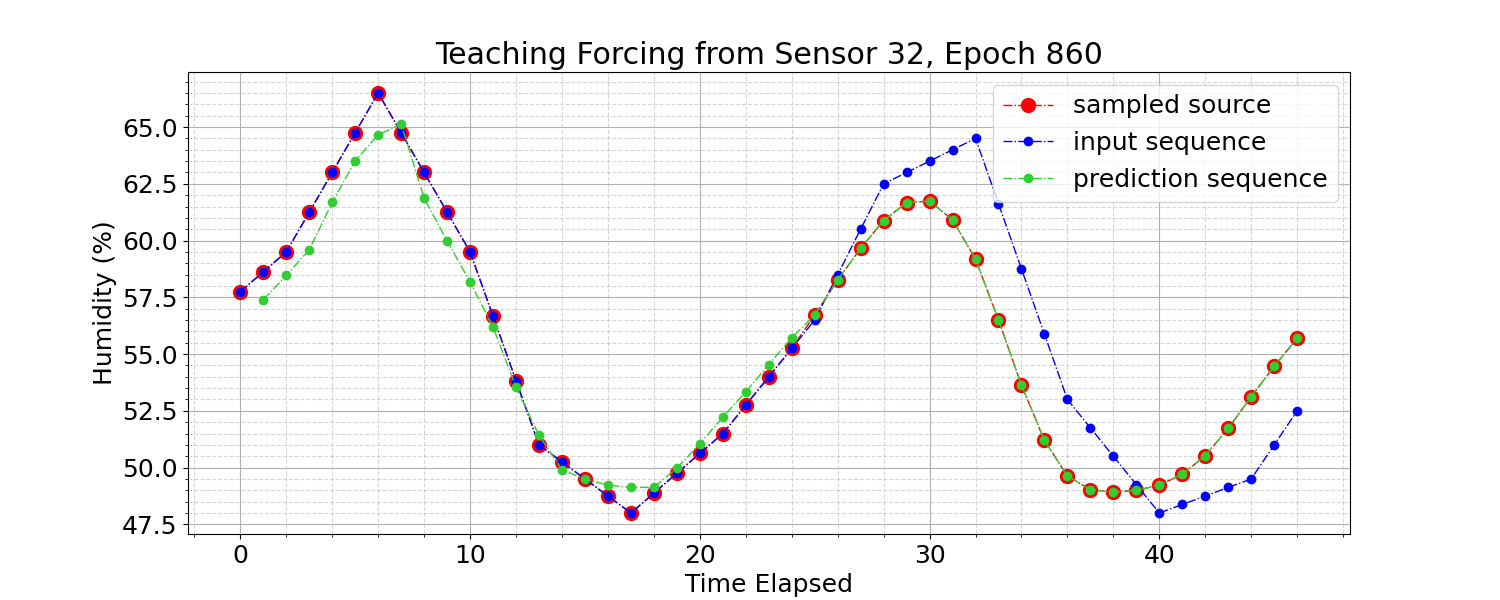 Teaching Forcing from Sensor 32, Epoch 860
sampled source
input sequence
prediction sequence
Humidity (%)
65.0
62.5
60.0
57.5
55.0
52.5
50.0
47.5
0 10 20 30 40
Time Elapsed